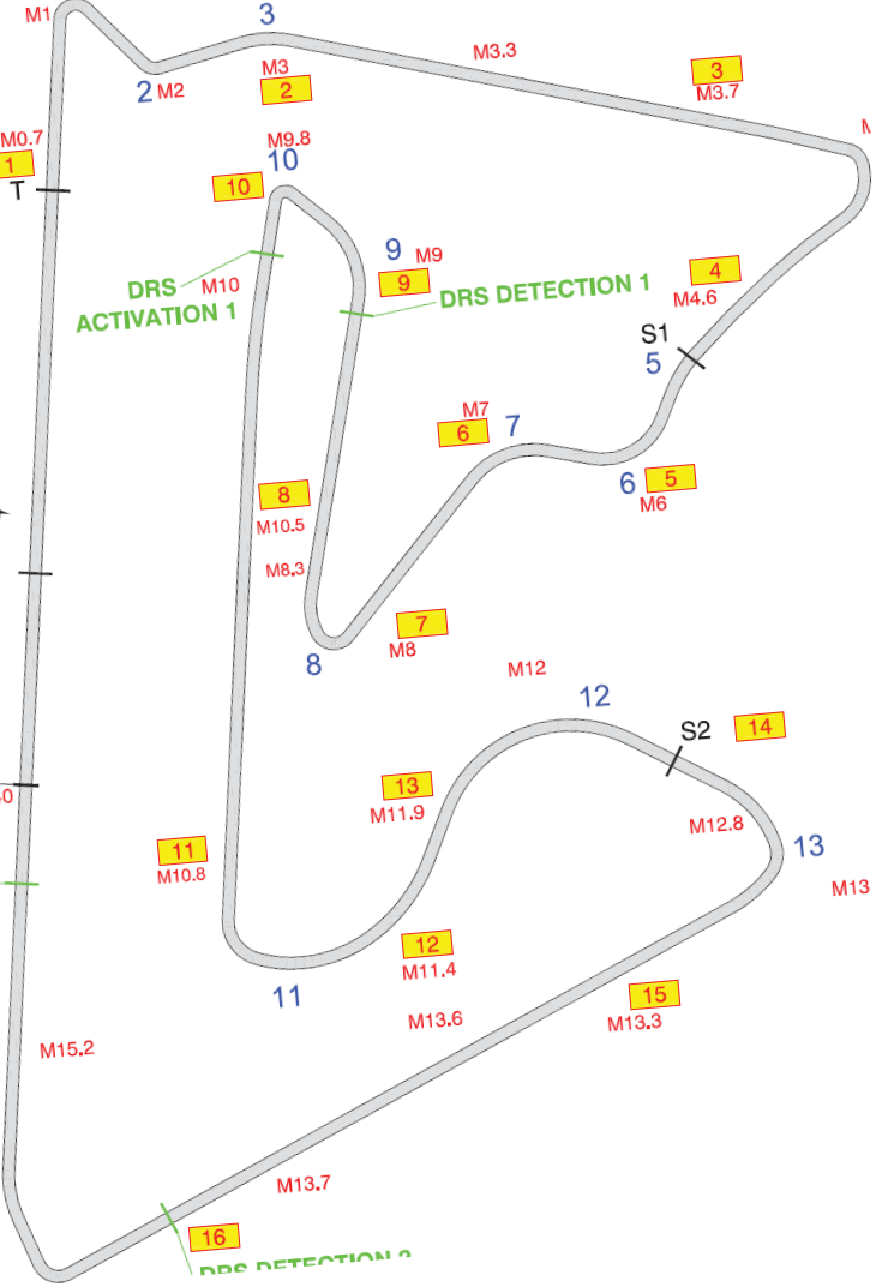 M1
3
2
M2
M3
2
M3.3
3
M3.7
M0.7
1
T
M9.8
10
10
9
M9
9
4
M4.6
DRS
ACTIVATION 1
M10
DRS DETECTION 1
S1
5
M7
6
7
6
5
M6
8
M10.5
M8.3
7
M8
8
M12
12
S2
14
13
M11.9
M12.8
13
M13
11
M10.8
12
M11.4
11
15
M13.3
M13.6
M15.2
M13.7
16
DRS DETECTION 2